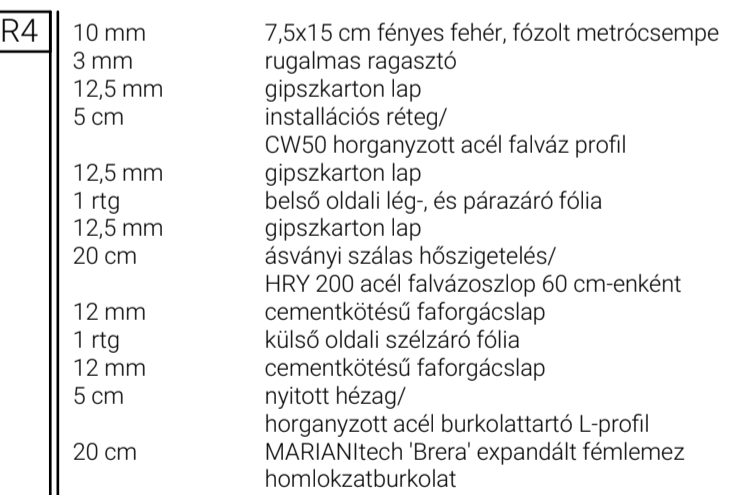 R4 10 mm 7,5x15 cm fényes fehér, fózolt metrócsempe
3 mm rugalmas ragasztó
12,5 mm gipszkarton lap
5 cm installációs réteg/
CW50 horganyzott acél falváz profil
12,5 mm gipszkarton lap
1 rtg belső oldali lég-, és párazáró fólia
12,5 mm gipszkarton lap
20 cm ásványi szálas hőszigetelés/
HRY 200 acél falvázoszlop 60 cm-enként
12 mm cementkötésű faforgácslap
1 rtg külső oldali szélzáró fólia
12 mm cementkötésű faforgácslap
5 cm nyitott hézag/
horganyzott acél burkolattartó L-profil
20 cm MARIANItech 'Brera' expandált fémlemez
homlokzatburkolat